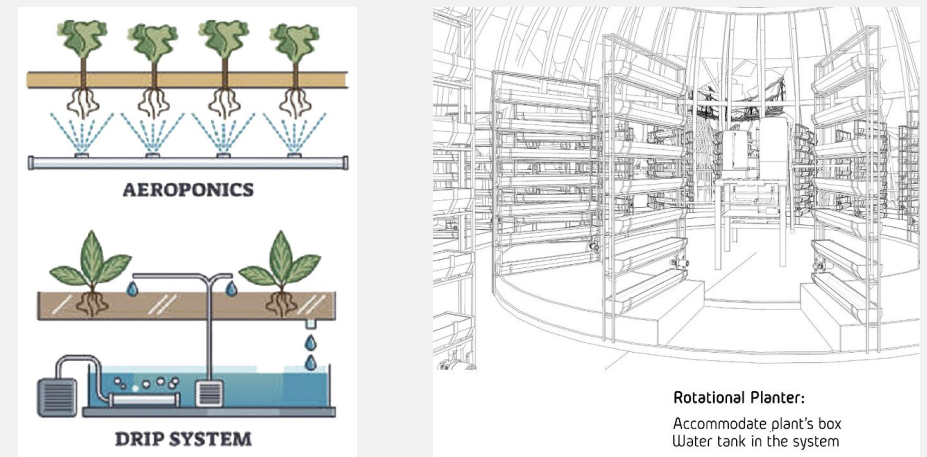 AEROPONICS
DRIP SYSTEM
Rotational Planter:
Accommodate plant's box
Water tank in the system